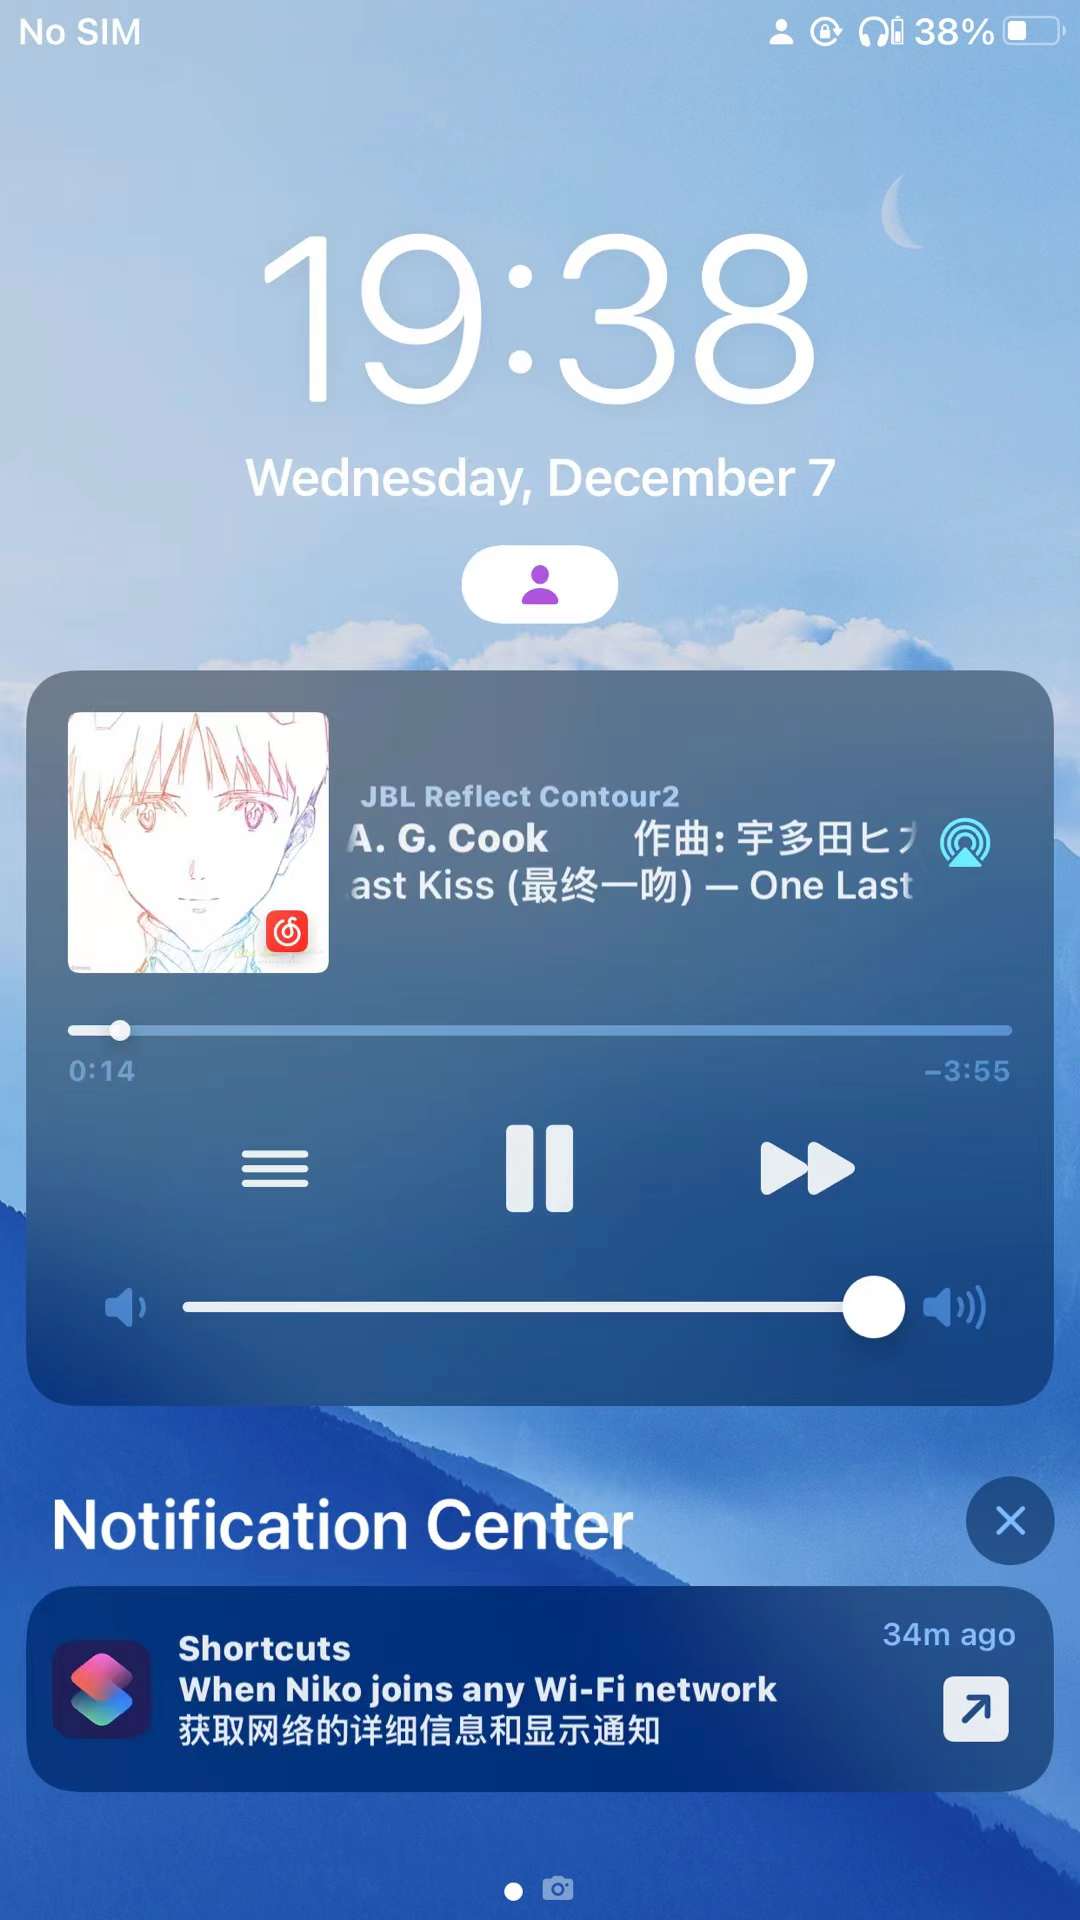 No SIM
38%
19:38
Wednesday, December 7
JBL Reflect Contour2
A. G. Cook 作曲: 宇多田ヒカ
ast Kiss (最终一吻) — One Last
0:14
–3:55
Notification Center
Shortcuts
34m ago
When Niko joins any Wi-Fi network
获取网络的详细信息和显示通知